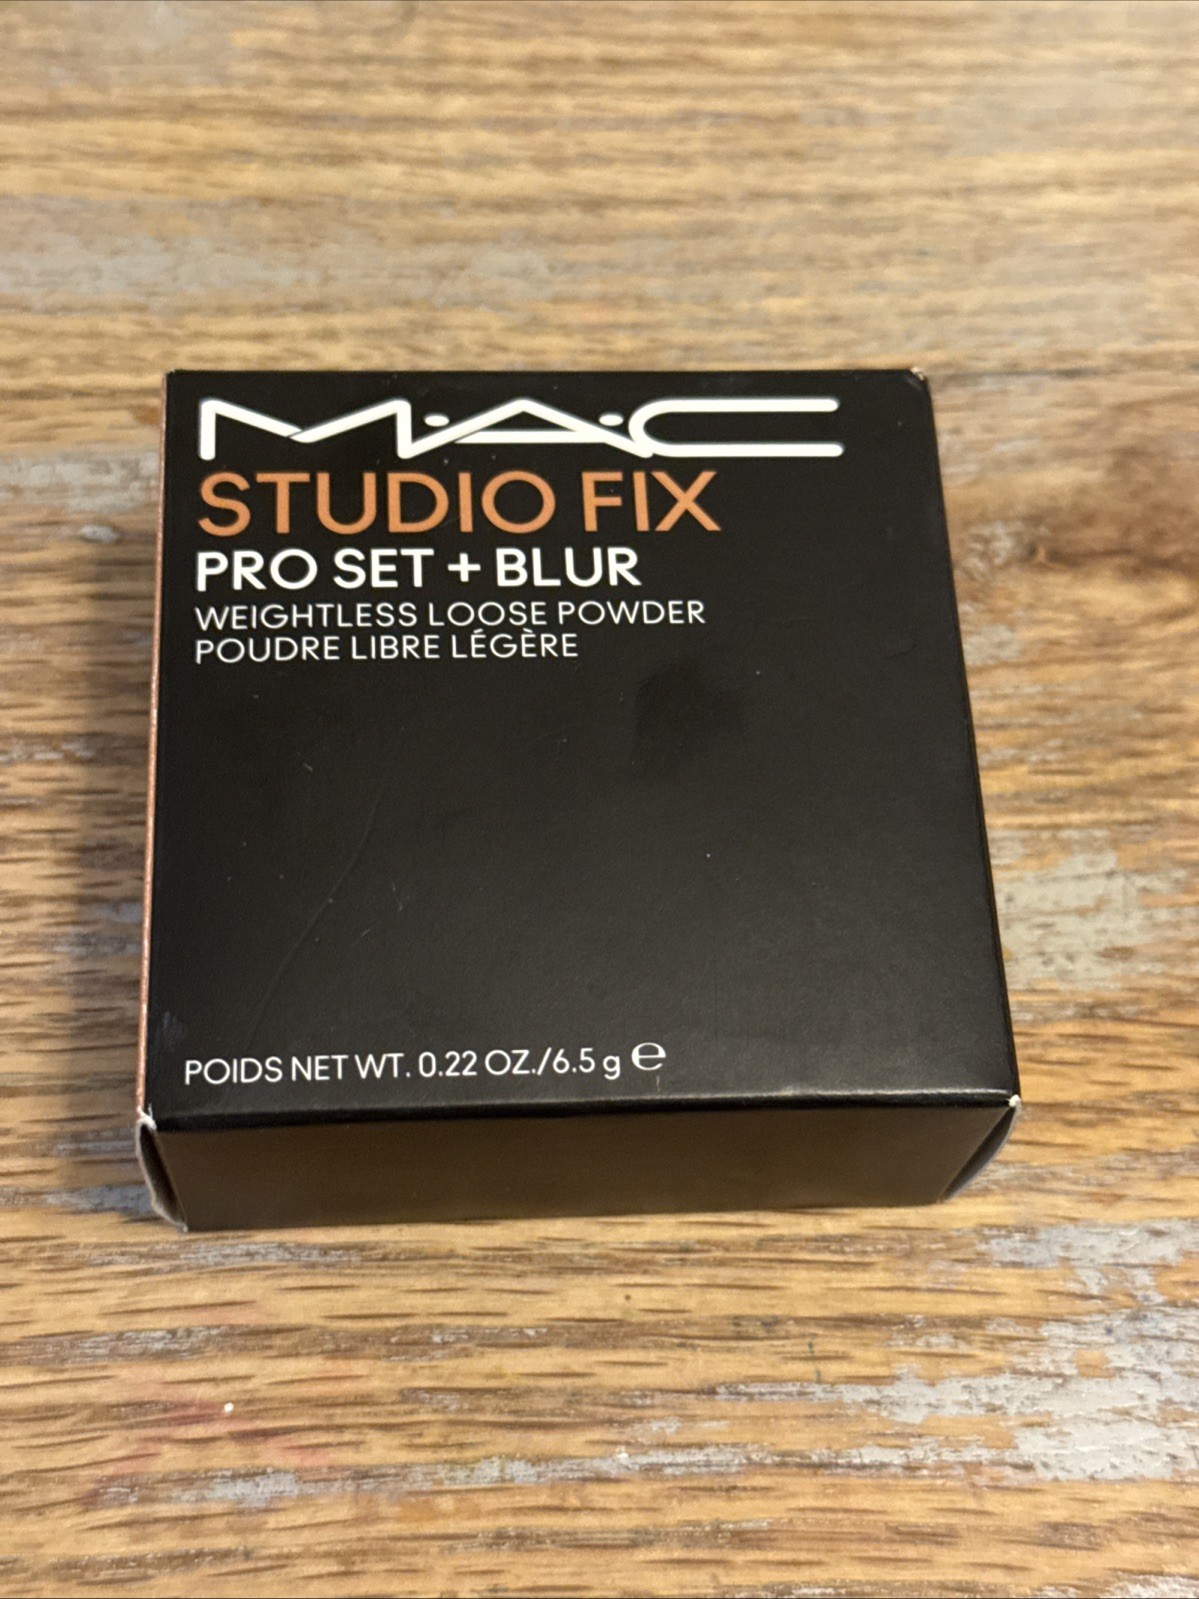 M·A·C
STUDIO FIX
PRO SET + BLUR
WEIGHTLESS LOOSE POWDER
POUDRE LIBRE LÉGÈRE
POIDS NET WT. 0.22 OZ./6.5 g ℮